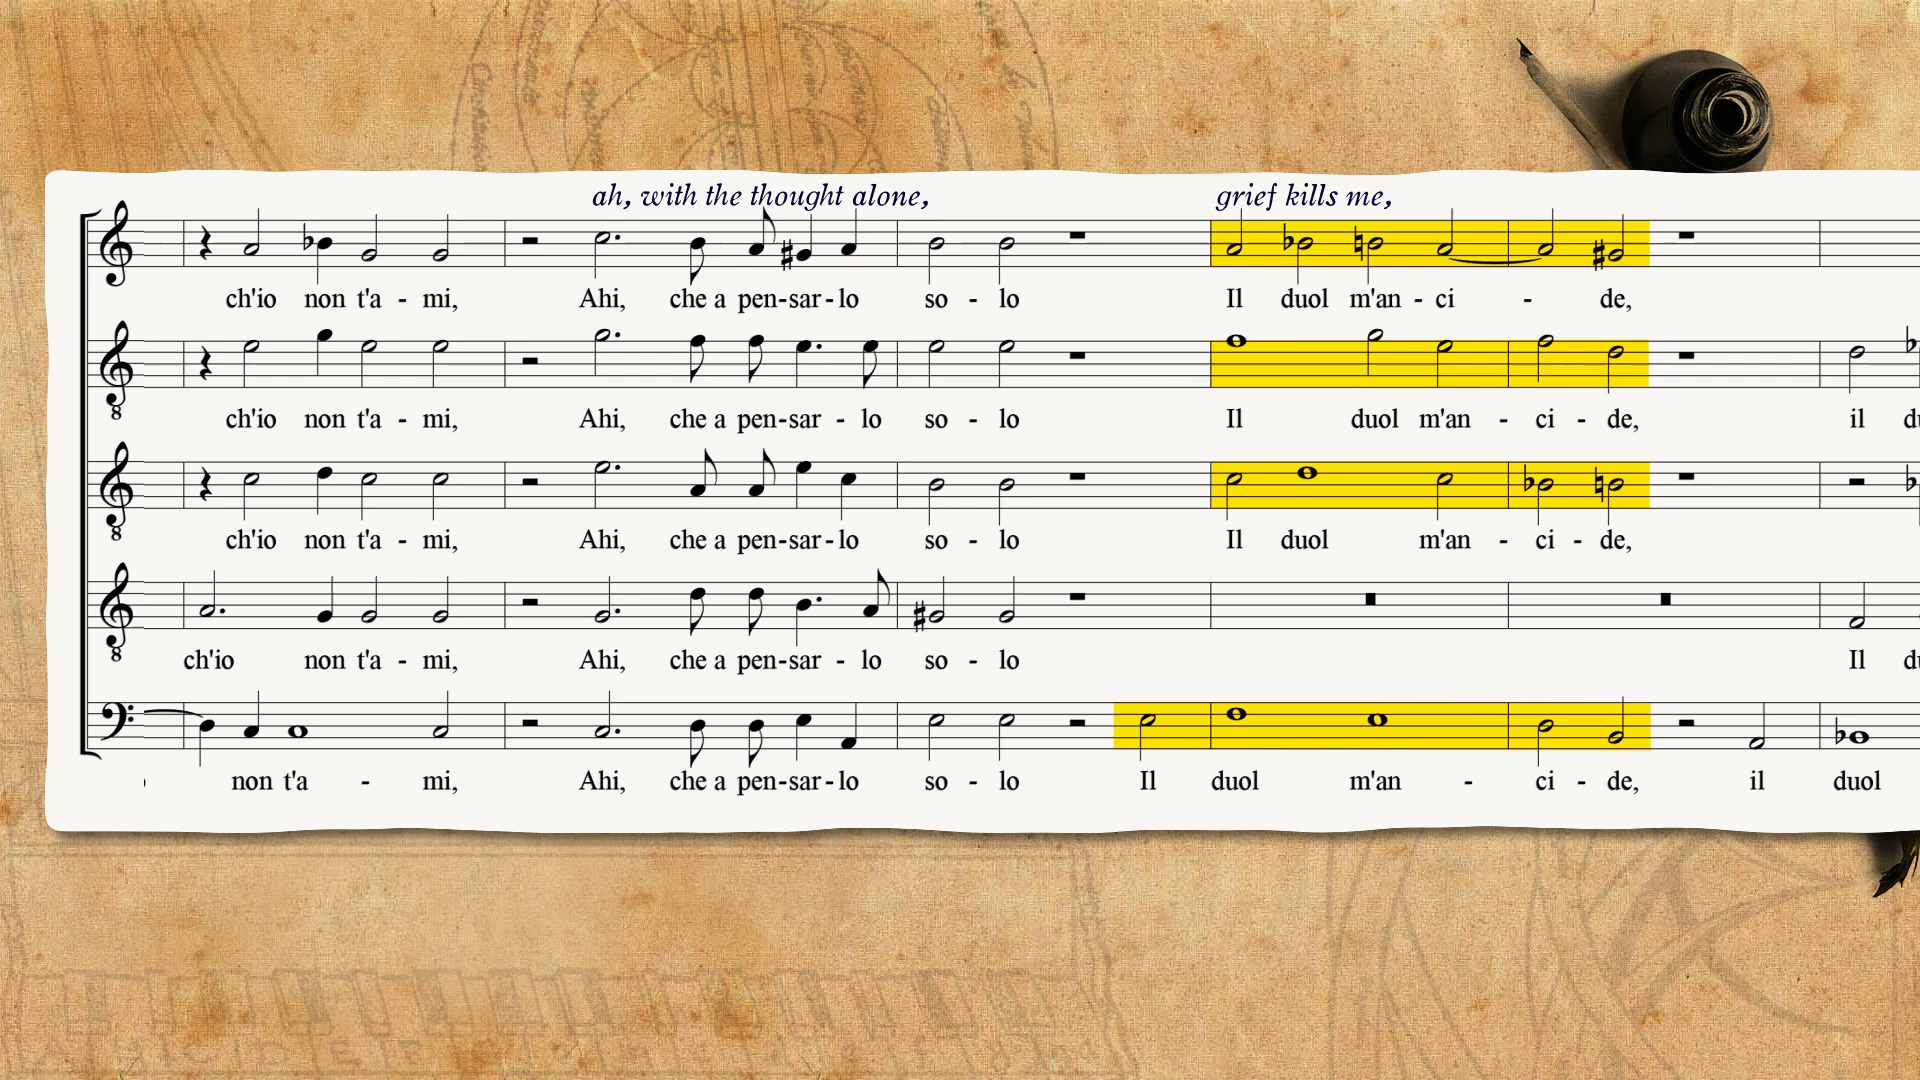 ah, with the thought alone, grief kills me,
ch'io non t'a - mi, Ahi, che a pen-sar-lo so - lo Il duol m'an - ci - de,
8
ch'io non t'a - mi, Ahi, che a pen-sar - lo so - lo Il duol m'an - ci - de, il
8
ch'io non t'a - mi, Ahi, che a pen-sar-lo so - lo Il duol m'an - ci - de,
8
ch'io non t'a - mi, Ahi, che a pen-sar - lo so - lo Il
non t'a - mi, Ahi, che a pen-sar-lo so - lo Il duol m'an - ci - de, il duol